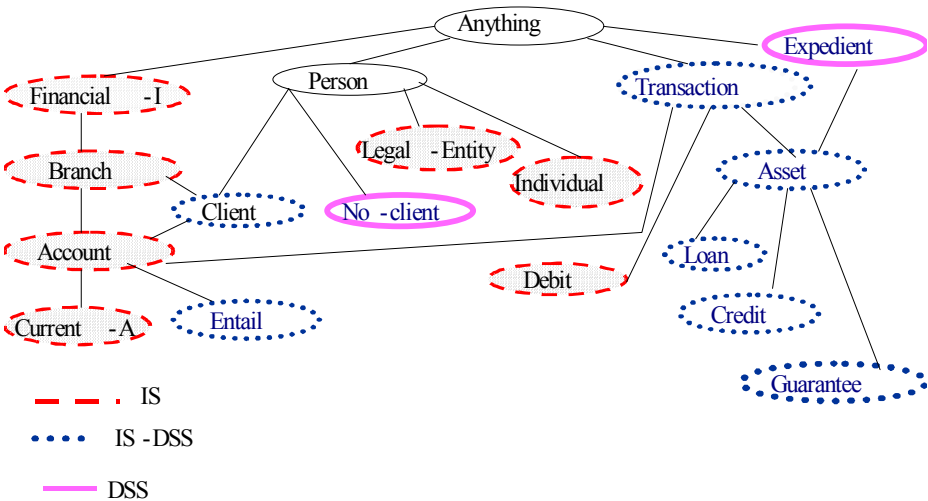 Anything
Expedient
Person
Transaction
Financial -I
Legal -Entity
Branch
Asset
Individual
Client
No -client
Account
Loan
Debit
Current -A
Entail
Credit
Guarantee
IS
IS -DSS
DSS